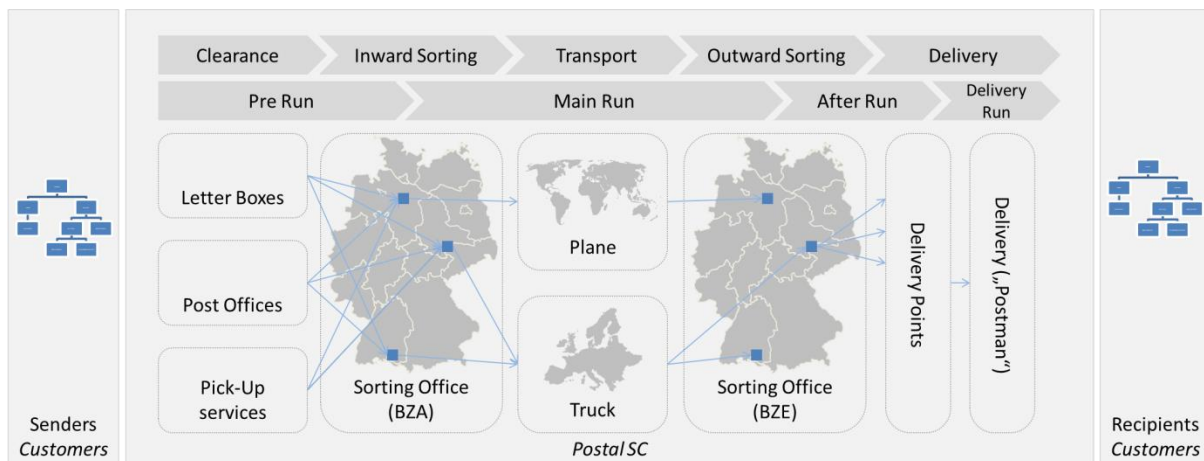 Clearance
Inward Sorting
Transport
Outward Sorting
Delivery
Pre Run
Main Run
After Run
Delivery
Run
Letter Boxes
Post Offices
Pick-Up
services
Sorting Office
(BZA)
Plane
Truck
Sorting Office
(BZE)
Delivery
Points
Delivery („Postman“)
Senders
Customers
Postal SC
Recipients
Customers